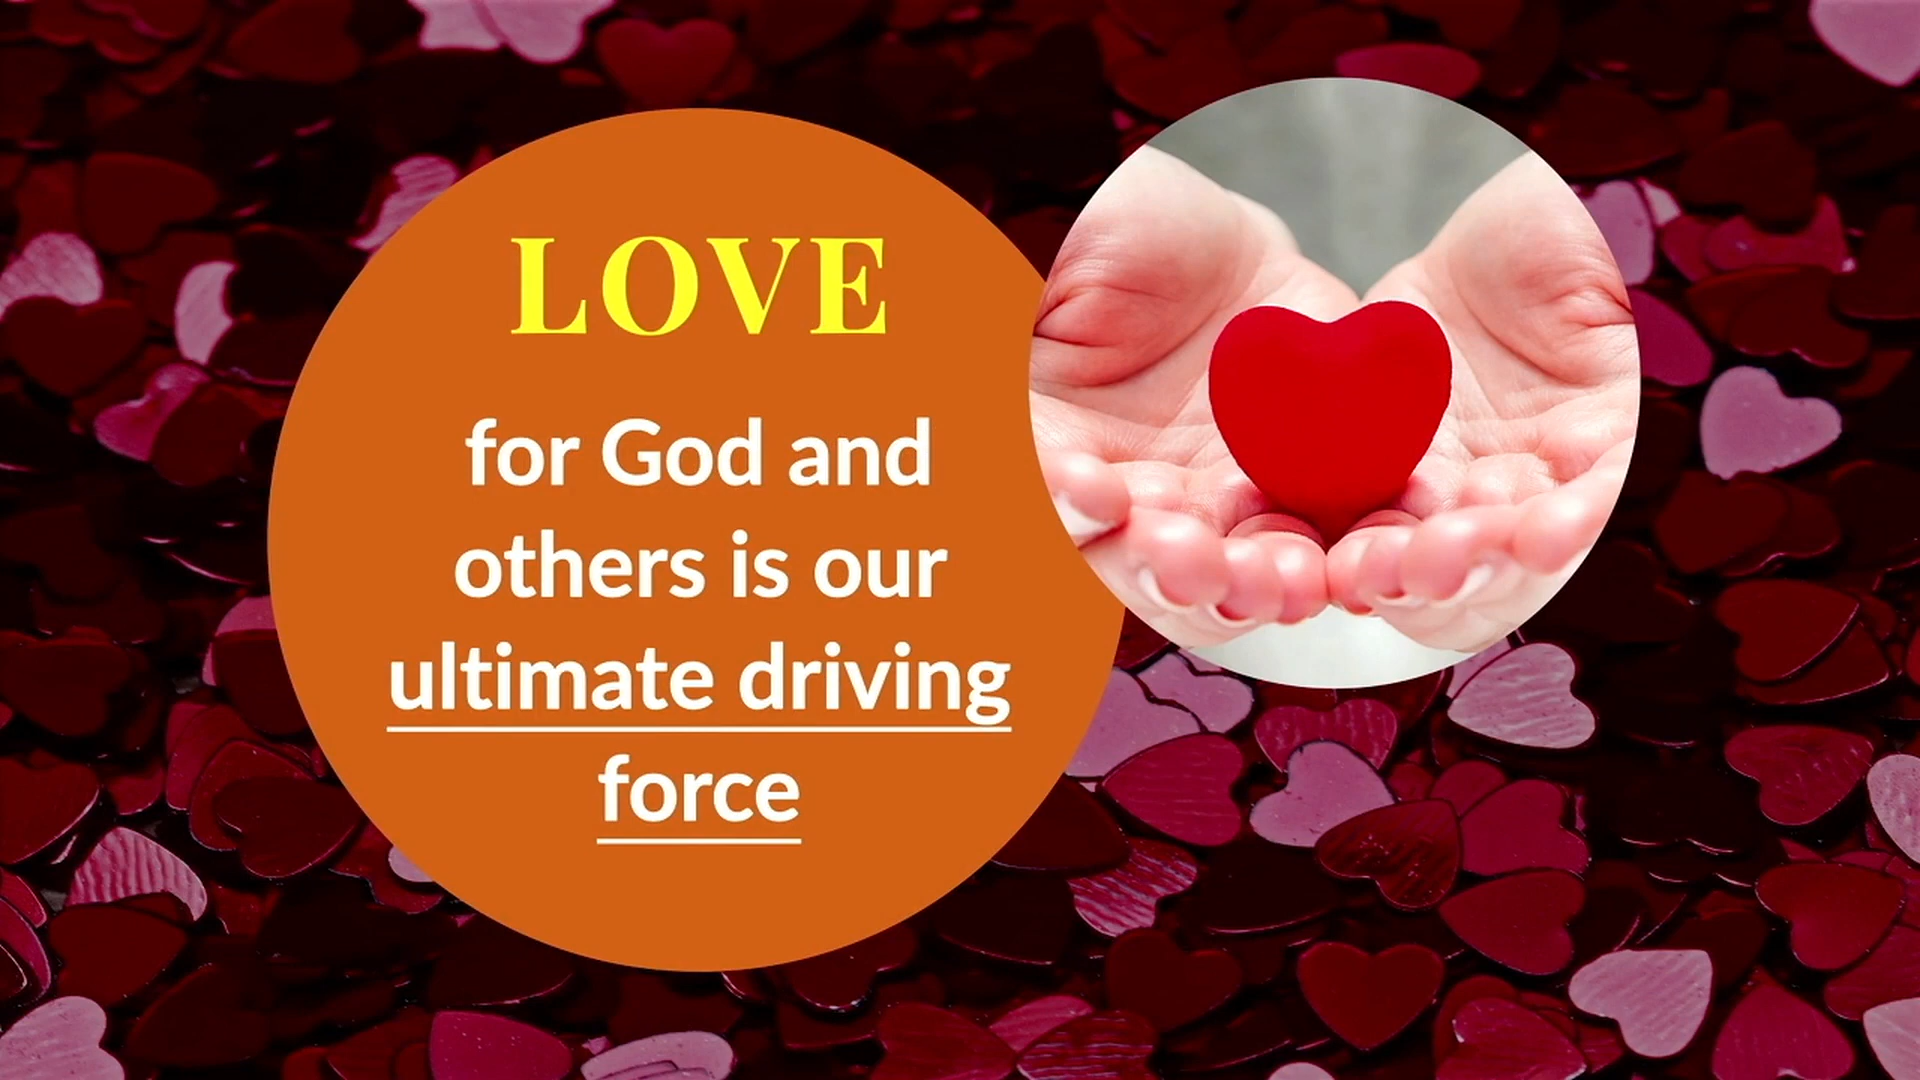 LOVE
for God and
others is our
ultimate driving
force